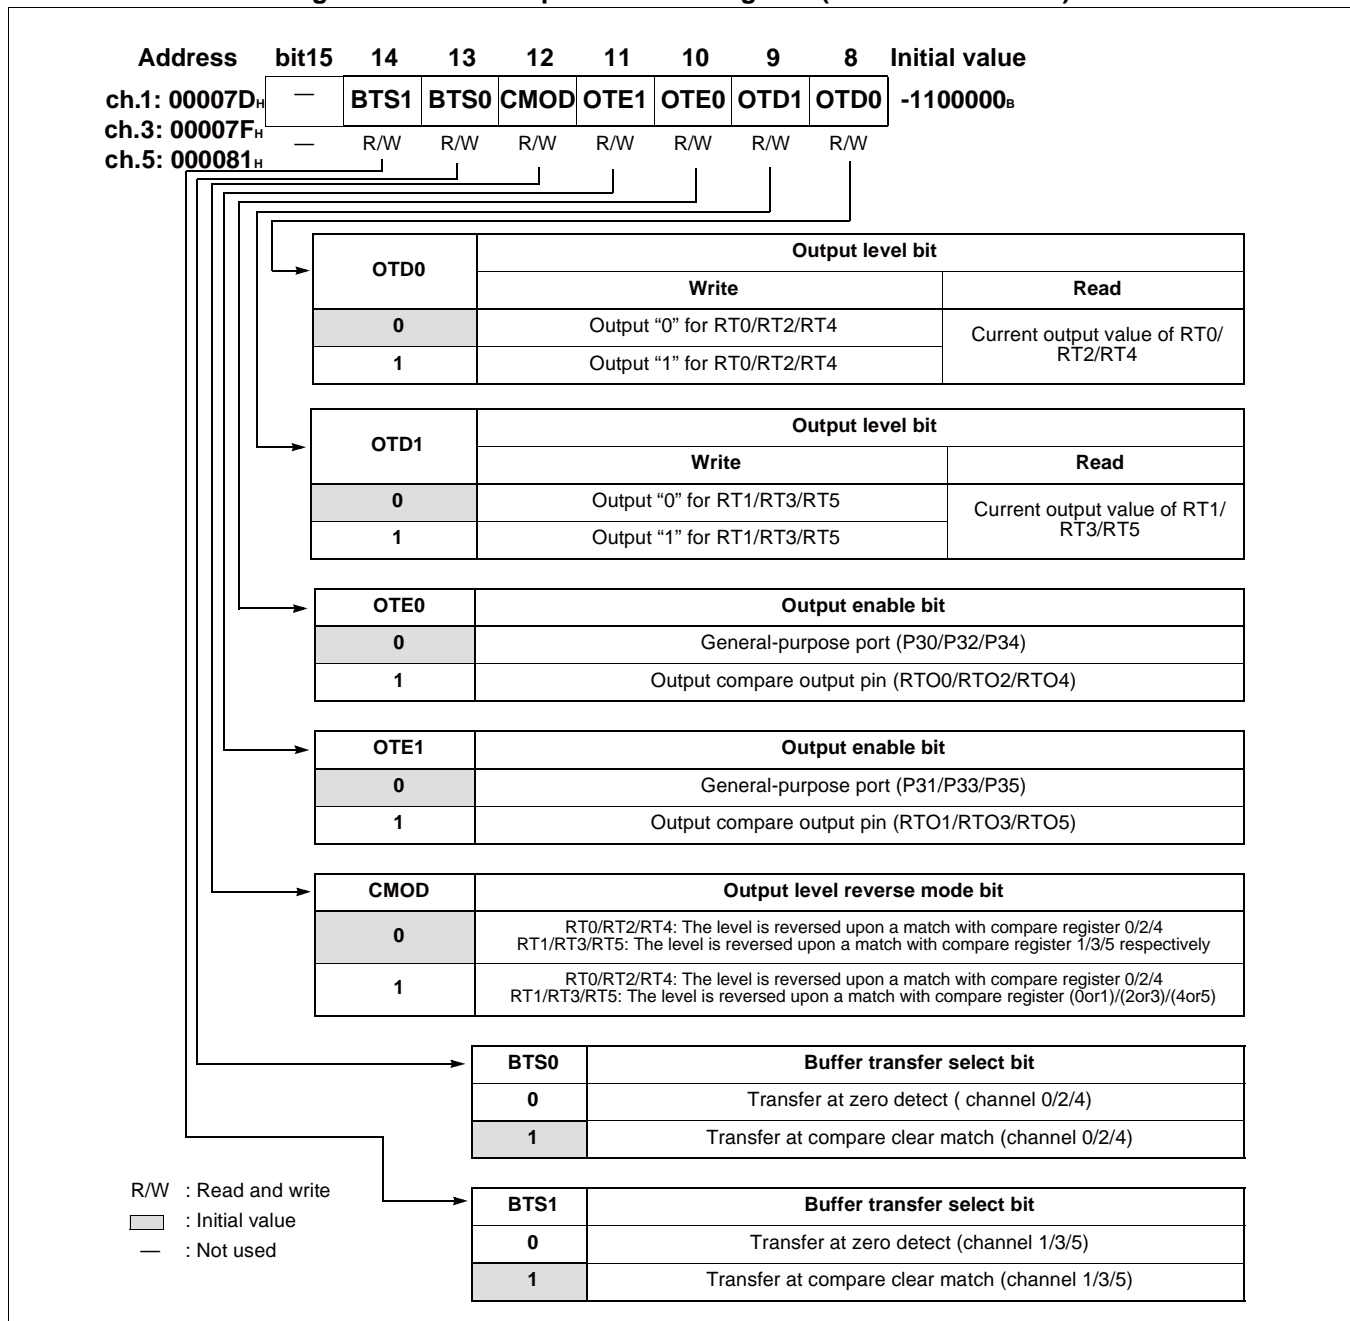 Address bit15 14 13 12 11 10 9 8 Initial value
ch.1: 00007DH — BTS1 BTS0 CMOD OTE1 OTE0 OTD1 OTD0 -1100000B
ch.3: 00007FH
— R/W R/W R/W R/W R/W R/W R/W
ch.5: 000081H
OTD0 Output level bit
Write Read
0 Output “0” for RT0/RT2/RT4 Current output value of RT0/
RT2/RT4
1 Output “1” for RT0/RT2/RT4
OTD1 Output level bit
Write Read
0 Output “0” for RT1/RT3/RT5 Current output value of RT1/
RT3/RT5
1 Output “1” for RT1/RT3/RT5
OTE0 Output enable bit
0 General-purpose port (P30/P32/P34)
1 Output compare output pin (RTO0/RTO2/RTO4)
OTE1 Output enable bit
0 General-purpose port (P31/P33/P35)
1 Output compare output pin (RTO1/RTO3/RTO5)
CMOD Output level reverse mode bit
0 RT0/RT2/RT4: The level is reversed upon a match with compare register 0/2/4
RT1/RT3/RT5: The level is reversed upon a match with compare register 1/3/5 respectively
1 RT0/RT2/RT4: The level is reversed upon a match with compare register 0/2/4
RT1/RT3/RT5: The level is reversed upon a match with compare register (0or1)/(2or3)/(4or5)
BTS0 Buffer transfer select bit
0 Transfer at zero detect ( channel 0/2/4)
1 Transfer at compare clear match (channel 0/2/4)
R/W : Read and write
: Initial value
— : Not used
BTS1 Buffer transfer select bit
0 Transfer at zero detect (channel 1/3/5)
1 Transfer at compare clear match (channel 1/3/5)